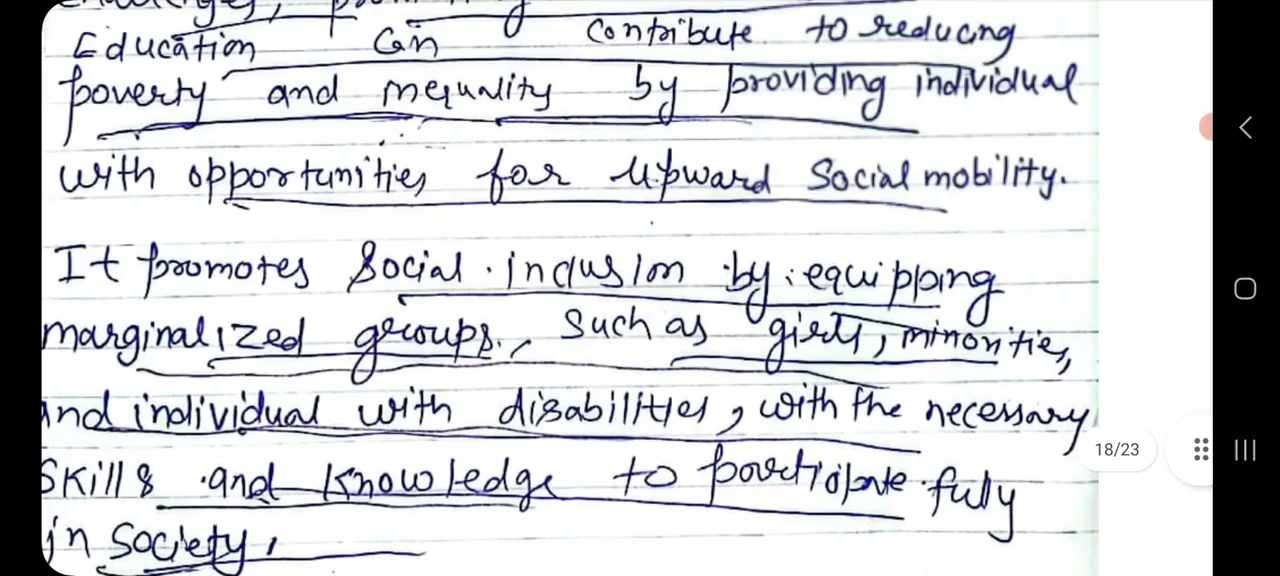 Education can contribute to reducing
poverty and inequality by providing individual
with opportunities for upward social mobility.
It promotes social inclusion by equipping
marginalized groups, such as girls, minorities,
and individual with disabilities, with the necessary
skills and knowledge to participate fully
in society,
18/23